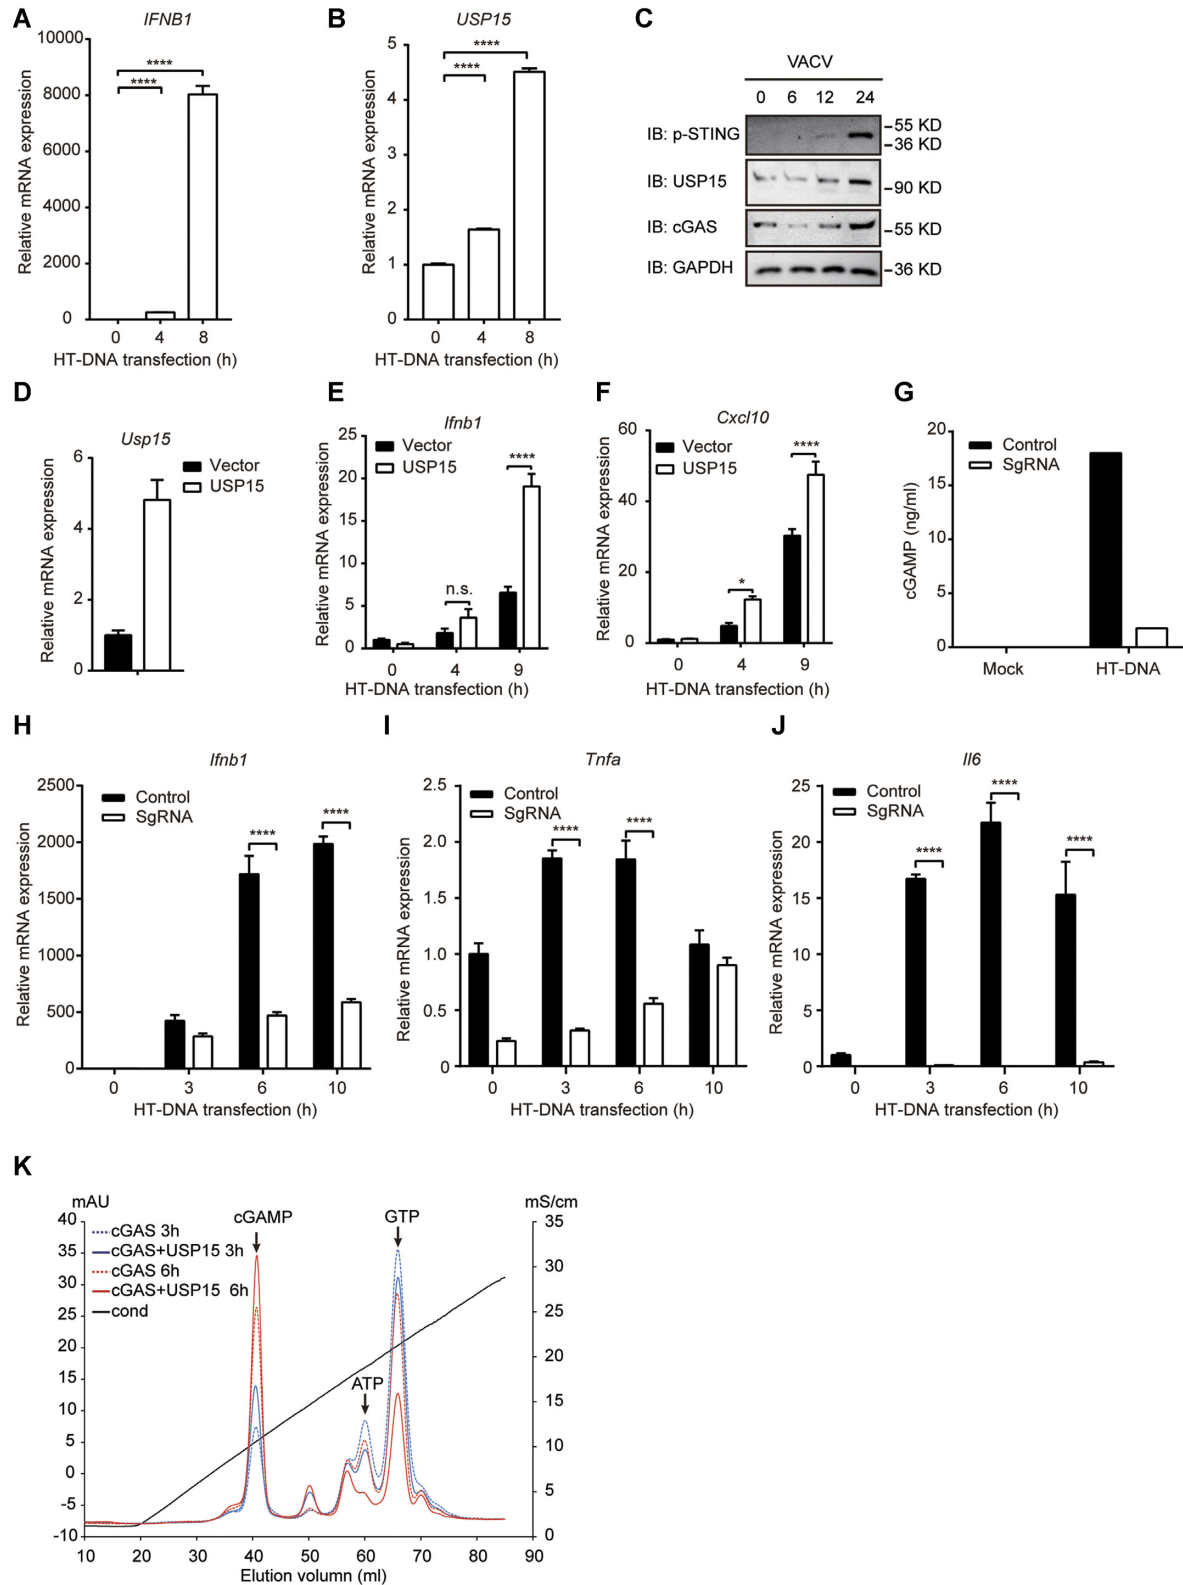 A
IFNB1
Relative mRNA expression
10000
8000
6000
4000
2000
0
****
****
0 4 8
HT-DNA transfection (h)
B
USP15
Relative mRNA expression
5
4
3
2
1
0
****
****
0 4 8
HT-DNA transfection (h)
C
VACV
0 6 12 24
IB: p-STING
–55 KD
–36 KD
IB: USP15
–90 KD
IB: cGAS
–55 KD
IB: GAPDH
–36 KD
D
Usp15
Relative mRNA expression
6
4
2
0
Vector
USP15
E
Ifnb1
Relative mRNA expression
25
20
15
10
5
0
Vector
USP15
n.s.
****
0 4 9
HT-DNA transfection (h)
F
Cxcl10
Relative mRNA expression
60
40
20
0
Vector
USP15
*
****
0 4 9
HT-DNA transfection (h)
G
cGAMP (ng/ml)
20
15
10
5
0
Control
SgRNA
Mock HT-DNA
H
Ifnb1
Relative mRNA expression
2500
2000
1500
1000
500
0
Control
SgRNA
****
****
0 3 6 10
HT-DNA transfection (h)
I
Tnfa
Relative mRNA expression
2.5
2.0
1.5
1.0
0.5
0
Control
SgRNA
****
****
0 3 6 10
HT-DNA transfection (h)
J
Il6
Relative mRNA expression
25
20
15
10
5
0
Control
SgRNA
****
****
****
0 3 6 10
HT-DNA transfection (h)
K
mAU
mS/cm
40
35
30
25
20
15
10
5
0
-5
-10
cGAS 3h
cGAS+USP15 3h
cGAS 6h
cGAS+USP15 6h
cond
cGAMP
ATP
GTP
35
30
25
20
15
10
5
0
10 20 30 40 50 60 70 80 90
Elution volumn (ml)